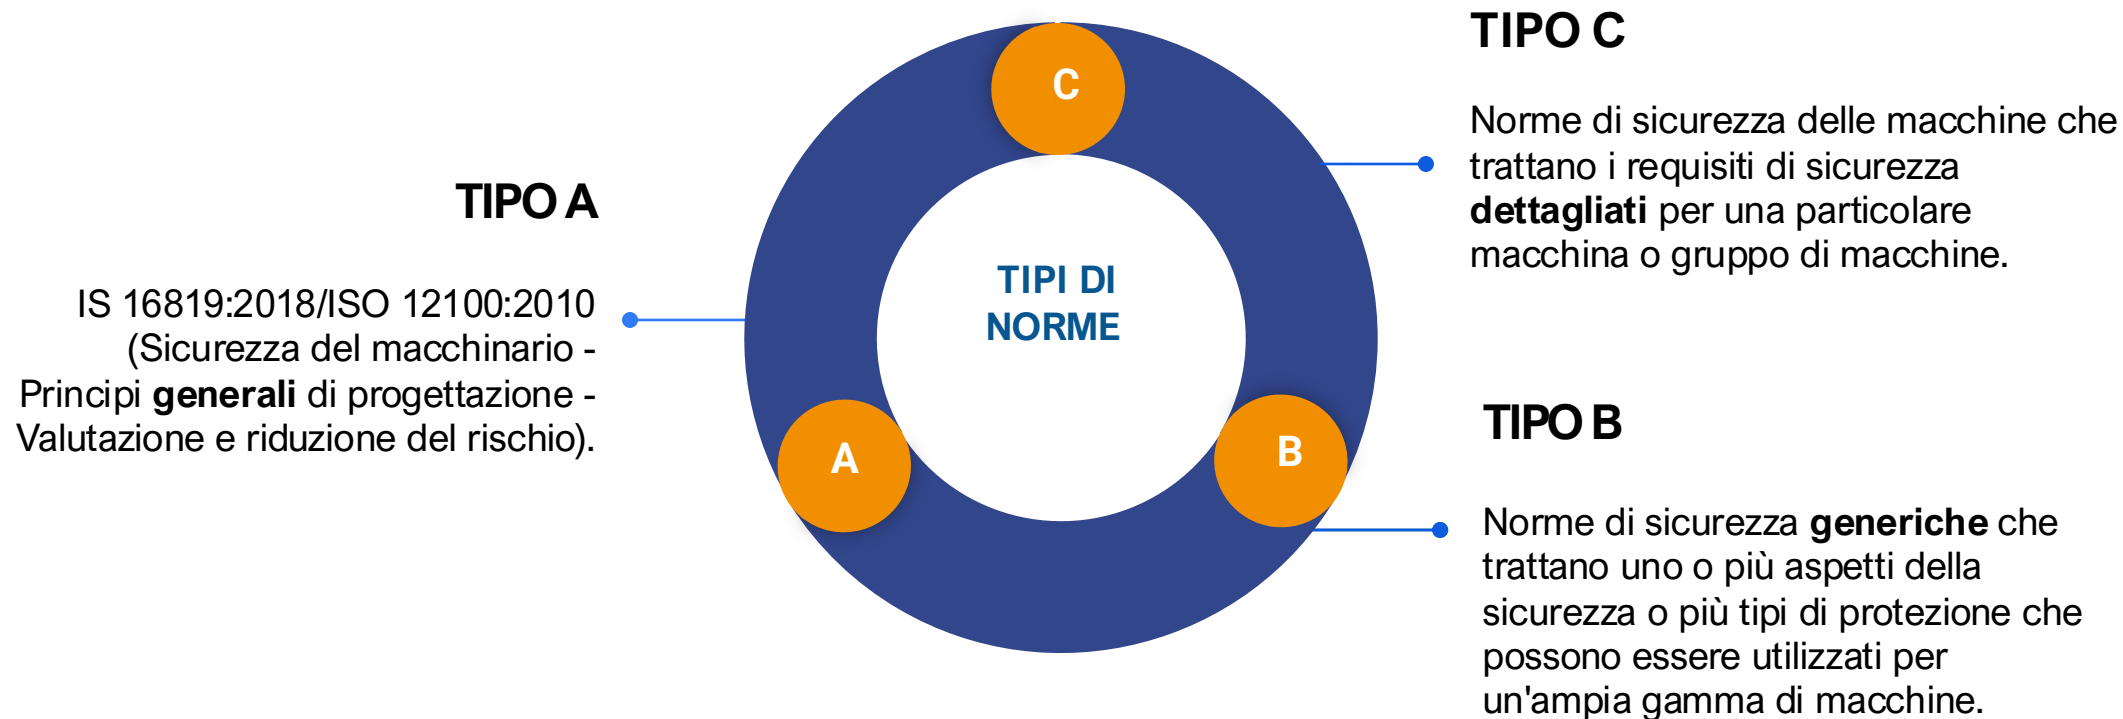 TIPO A
IS 16819:2018/ISO 12100:2010
(Sicurezza del macchinario -
Principi generali di progettazione -
Valutazione e riduzione del rischio).
C
TIPI DI
NORME
A
B
TIPO C
Norme di sicurezza delle macchine che
trattano i requisiti di sicurezza
dettagliati per una particolare
macchina o gruppo di macchine.
TIPO B
Norme di sicurezza generiche che
trattano uno o più aspetti della
sicurezza o più tipi di protezione che
possono essere utilizzati per
un'ampia gamma di macchine.